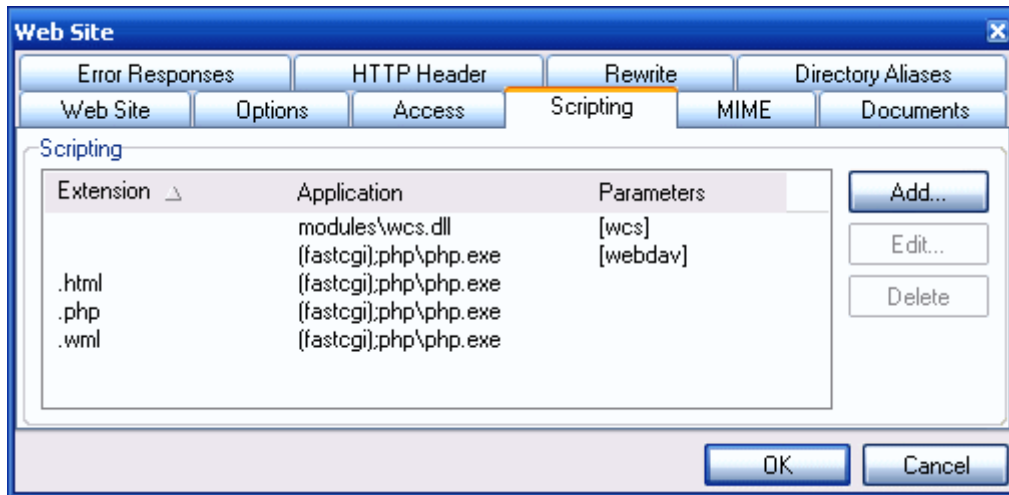 Web Site
Error Responses HTTP Header Rewrite Directory Aliases
Web Site Options Access Scripting MIME Documents
Scripting
Extension Application Parameters
modules\wcs.dll [wcs]
(fastcgi);php\php.exe [webdav]
.html (fastcgi);php\php.exe
.php (fastcgi);php\php.exe
.wml (fastcgi);php\php.exe
Add...
Edit...
Delete
OK Cancel